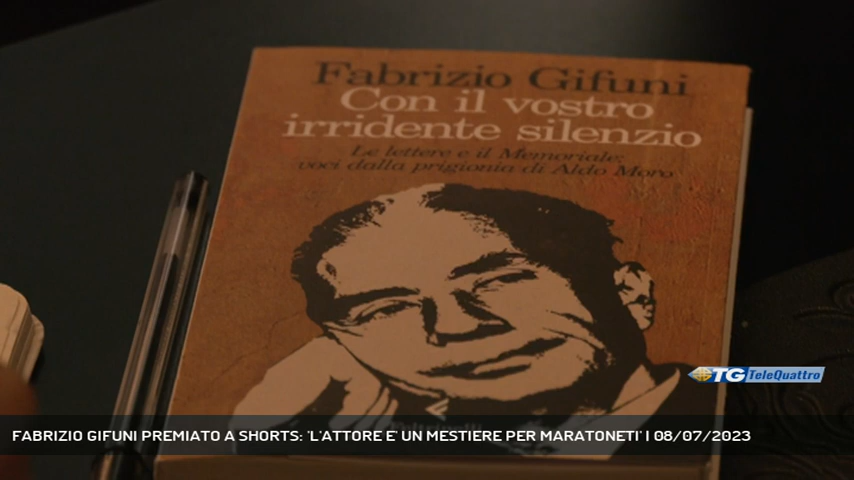 Fabrizio Gifuni
Con il vostro
irridente silenzio
Le lettere e il Memoriale:
voci dalla prigionia di Aldo Moro
TG TeleQuattro
FABRIZIO GIFUNI PREMIATO A SHORTS: 'L'ATTORE E' UN MESTIERE PER MARATONETI' | 08/07/2023